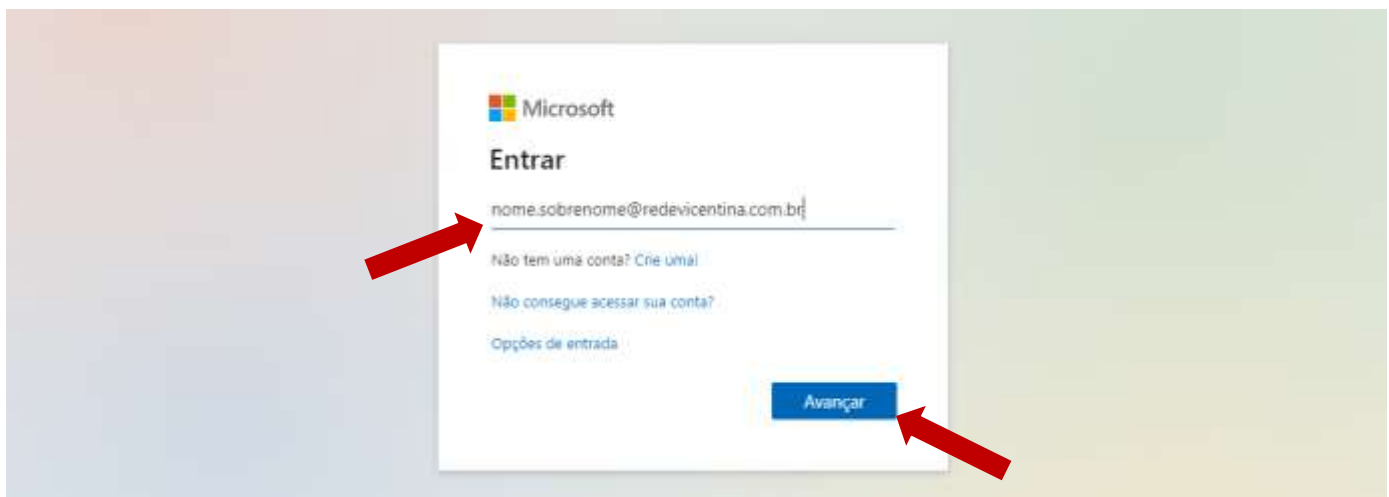 Microsoft
Entrar
nome.sobrenome@redevicentina.com.br
Não tem uma conta? Crie uma!
Não consegue acessar sua conta?
Opções de entrada
Avançar